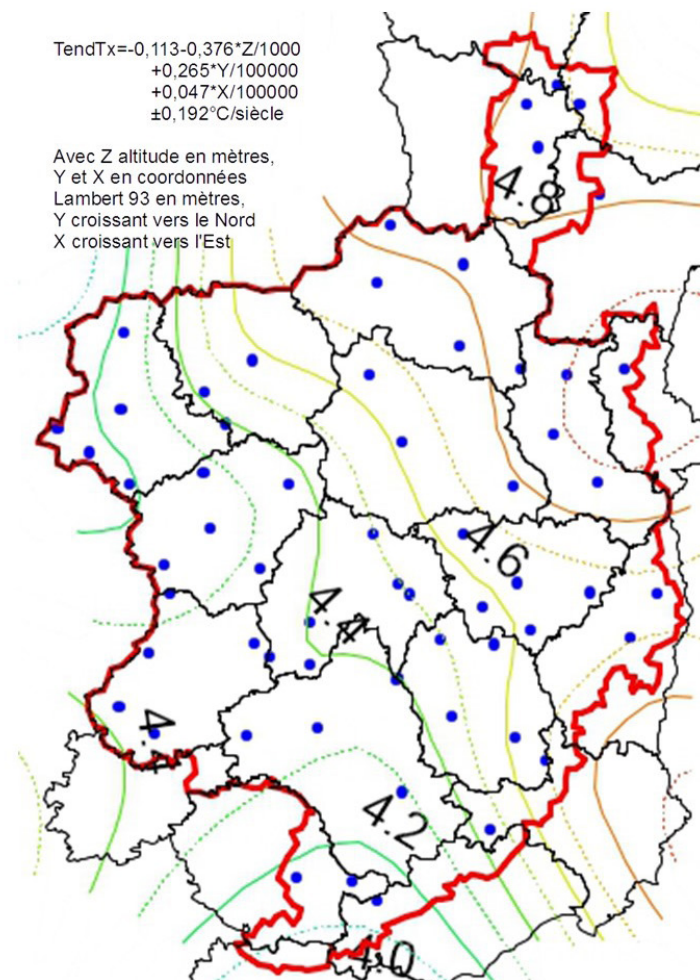 TendTx=-0,113-0,376*Z/1000
+0,265*Y/100000
+0,047*X/100000
±0,192°C/siècle
Avec Z altitude en mètres,
Y et X en coordonnées
Lambert 93 en mètres,
Y croissant vers le Nord
X croissant vers l'Est
4.8
4.6
4.4
4.2
4.0